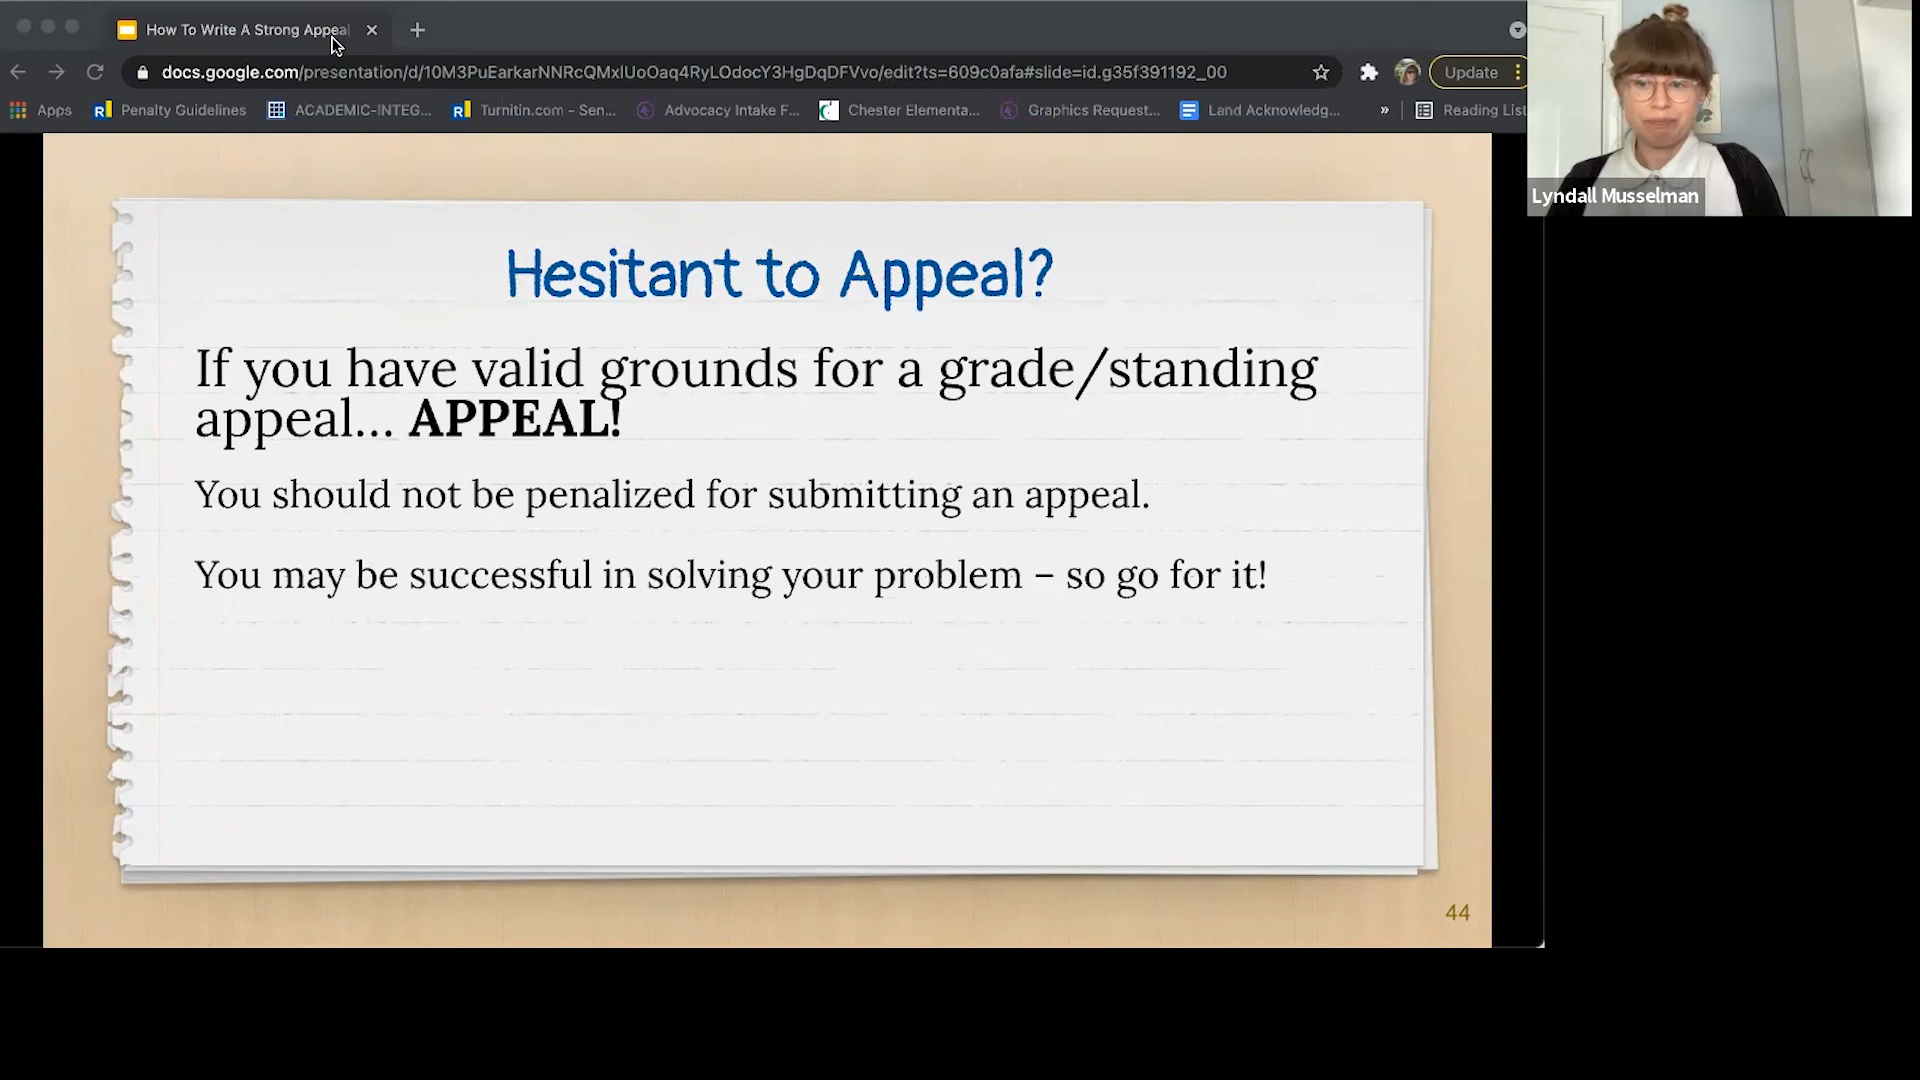 How To Write A Strong Appeal
docs.google.com/presentation/d/10M3PuEarkarNNRcQMxlUoOaq4RyLOdocY3HgDqDFVvo/edit?ts=609c0afa#slide=id.g35f391192_00
Update
Apps
Penalty Guidelines
ACADEMIC-INTEG...
Turnitin.com – Sen...
Advocacy Intake F...
Chester Elementa...
Graphics Request...
Land Acknowledg...
»
Reading List
Lyndall Musselman
Hesitant to Appeal?
If you have valid grounds for a grade/standing
appeal... APPEAL!
You should not be penalized for submitting an appeal.
You may be successful in solving your problem – so go for it!
44